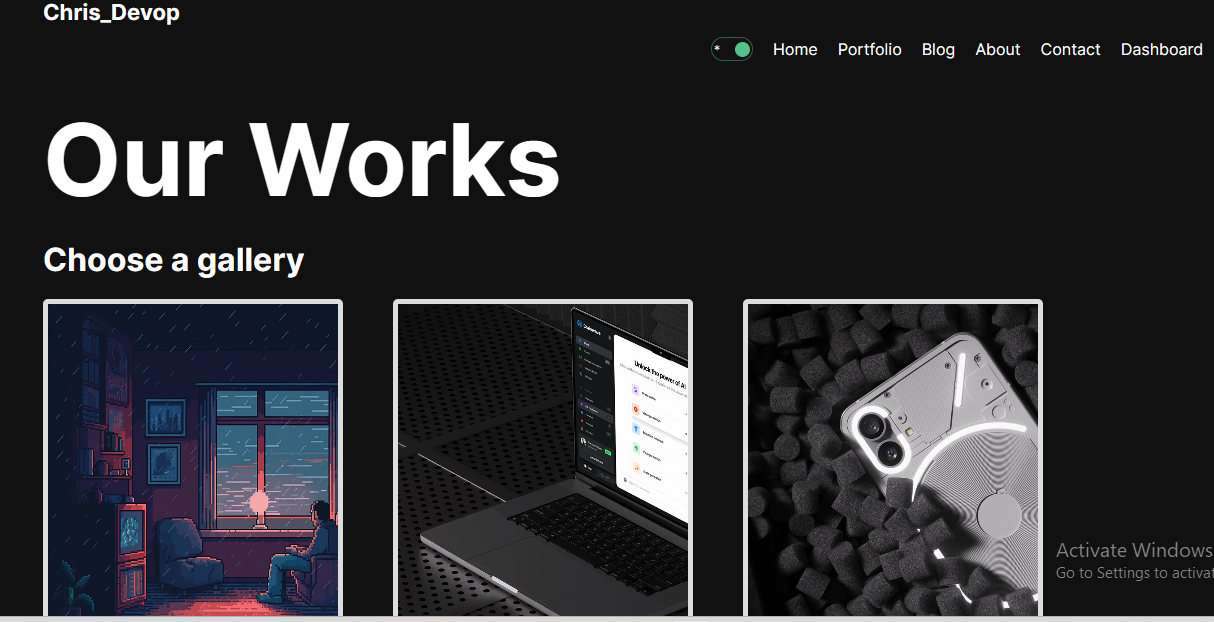 Chris_Devop
Home Portfolio Blog About Contact Dashboard
Our Works
Choose a gallery
Unlock the power of AI
Activate Windows
Go to Settings to activat